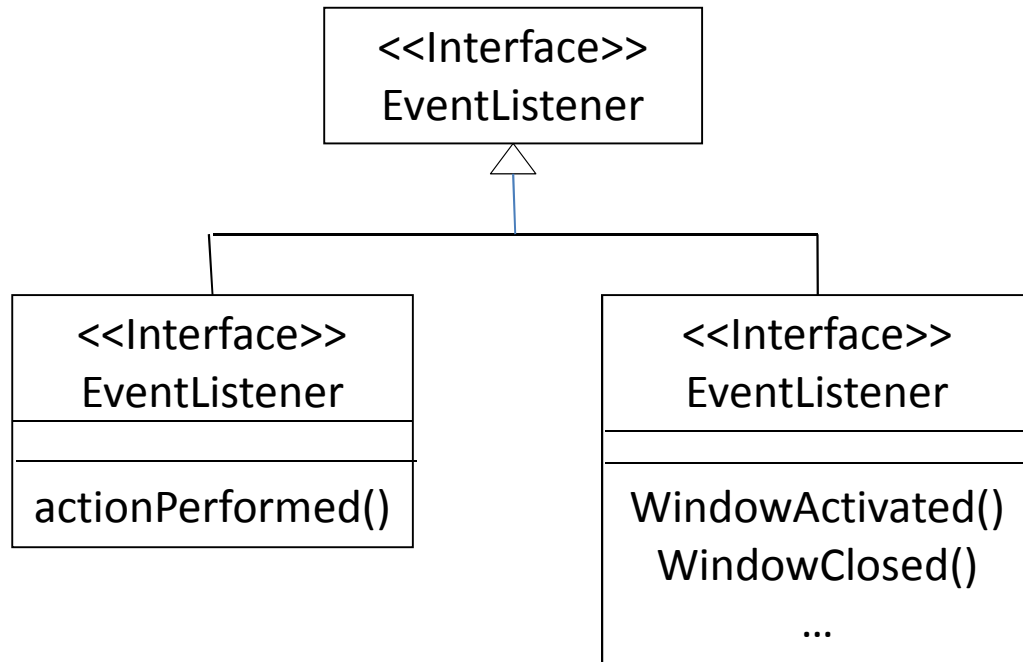 <<Interface>>
EventListener
<<Interface>>
EventListener
actionPerformed()
<<Interface>>
EventListener
WindowActivated()
WindowClosed()
...